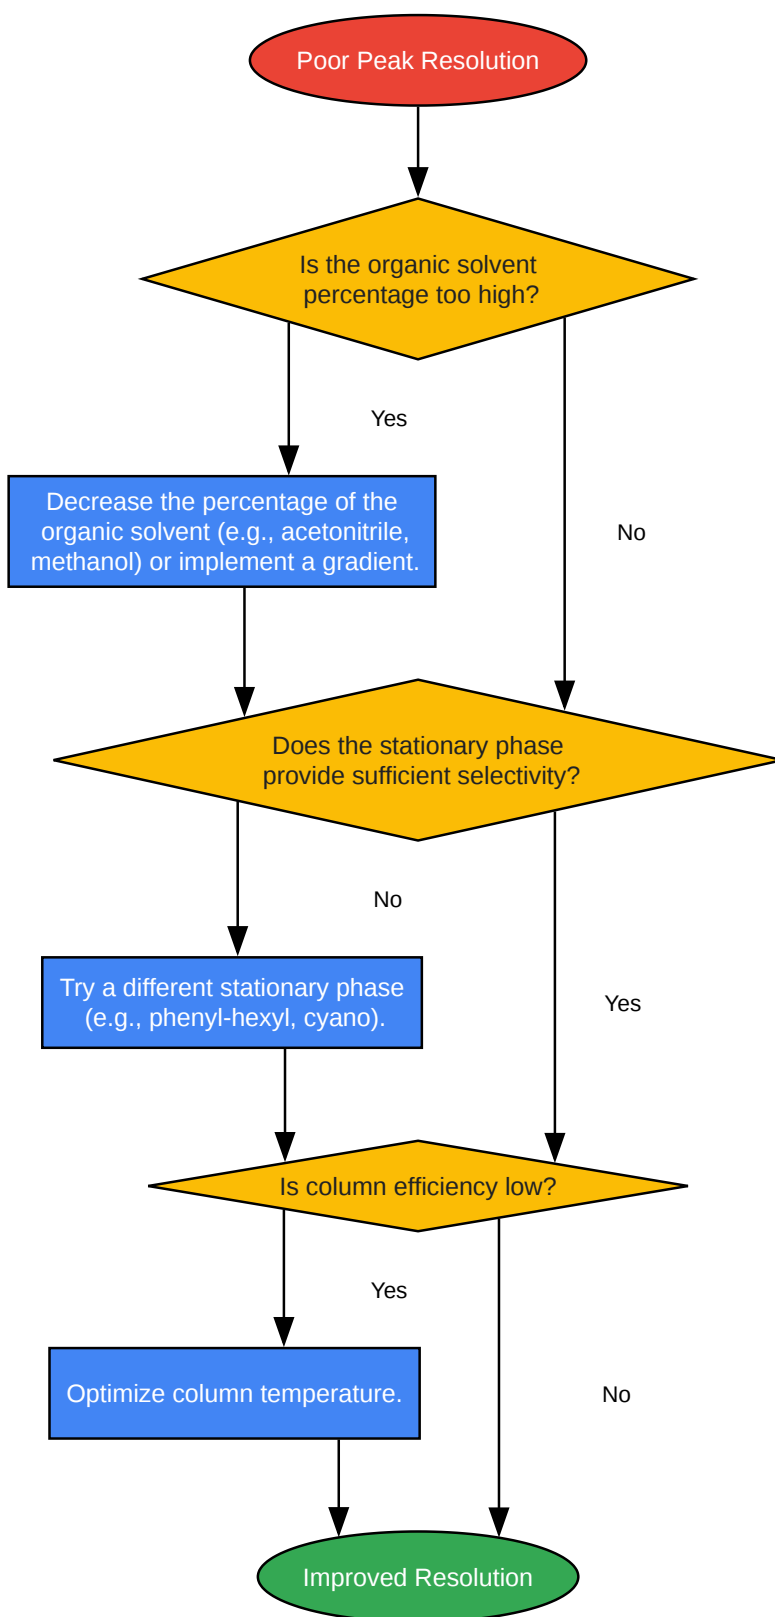 Poor Peak Resolution
Is the organic solvent
percentage too high?
Yes
Decrease the percentage of the
organic solvent (e.g., acetonitrile,
methanol) or implement a gradient.
No
Does the stationary phase
provide sufficient selectivity?
No
Try a different stationary phase
(e.g., phenyl-hexyl, cyano).
Yes
Is column efficiency low?
Yes
Optimize column temperature.
No
Improved Resolution